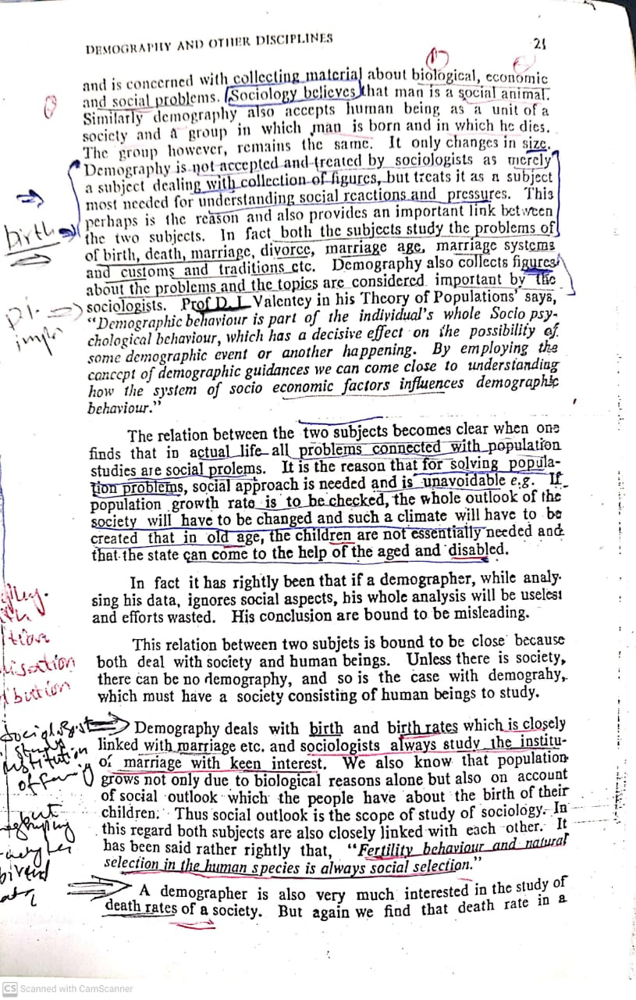 DEMOGRAPHY AND OTHER DISCIPLINES 21
and is concerned with collecting material about biological, economic
and social problems. Sociology believes that man is a social animal.
Similarly demography also accepts human being as a unit of a
society and a group in which man is born and in which he dies.
The group however, remains the same. It only changes in size.
Demography is not accepted and treated by sociologists as merely
a subject dealing with collection of figures, but treats it as a subject
most needed for understanding social reactions and pressures. This
perhaps is the reason and also provides an important link between
birth
the two subjects. In fact both the subjects study the problems of
of birth, death, marriage, divorce, marriage age, marriage systems
and customs and traditions etc. Demography also collects figures
about the problems and the topics are considered important by the
sociologists. Prof D. I. Valentey in his Theory of Populations' says,
"Demographic behaviour is part of the individual's whole Socio psy-
chological behaviour, which has a decisive effect on the possibility of
some demographic event or another happening. By employing the
concept of demographic guidances we can come close to understanding
how the system of socio economic factors influences demographic
behaviour."
The relation between the two subjects becomes clear when one
finds that in actual life all problems connected with population
studies are social prolems. It is the reason that for solving popula-
tion problems, social approach is needed and is unavoidable e.g. If
population growth rate is to be checked, the whole outlook of the
society will have to be changed and such a climate will have to be
created that in old age, the children are not essentially needed and
that the state can come to the help of the aged and disabled.
In fact it has rightly been that if a demographer, while analy-
sing his data, ignores social aspects, his whole analysis will be useless
and efforts wasted. His conclusion are bound to be misleading.
This relation between two subjets is bound to be close because
both deal with society and human beings. Unless there is society,
there can be no demography, and so is the case with demograhy,
which must have a society consisting of human beings to study.
Demography deals with birth and birth rates which is closely
linked with marriage etc. and sociologists always study the institu-
of marriage with keen interest. We also know that population
grows not only due to biological reasons alone but also on account
of social outlook which the people have about the birth of their
children. Thus social outlook is the scope of study of sociology. In
this regard both subjects are also closely linked with each other. It
has been said rather rightly that, "Fertility behaviour and natural
selection in the human species is always social selection."
A demographer is also very much interested in the study of
death rates of a society. But again we find that death rate in a
CS Scanned with CamScanner